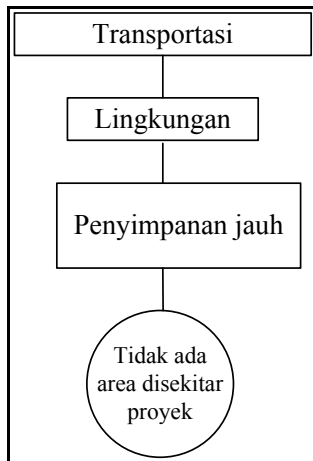 Transportasi
Lingkungan
Penyimpanan jauh
Tidak ada
area disekitar
proyek